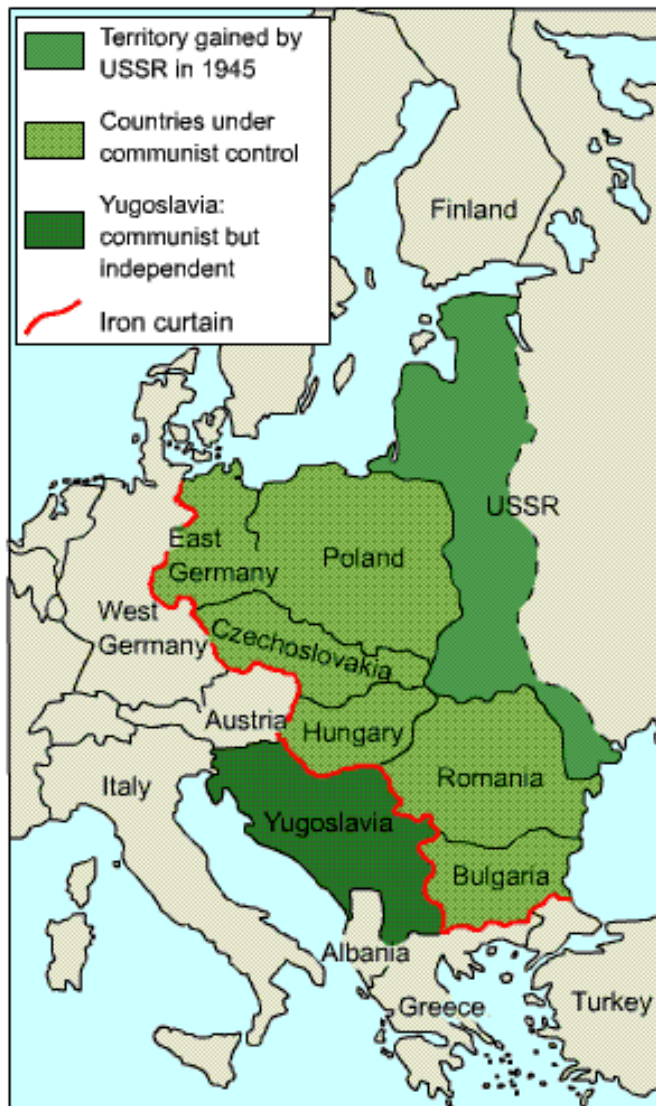 Territory gained by
USSR in 1945
Countries under
communist control
Yugoslavia:
communist but
independent
Iron curtain
Finland
USSR
East
Germany
Poland
West
Germany
Czechoslovakia
Austria
Hungary
Italy
Romania
Yugoslavia
Bulgaria
Albania
Greece
Turkey